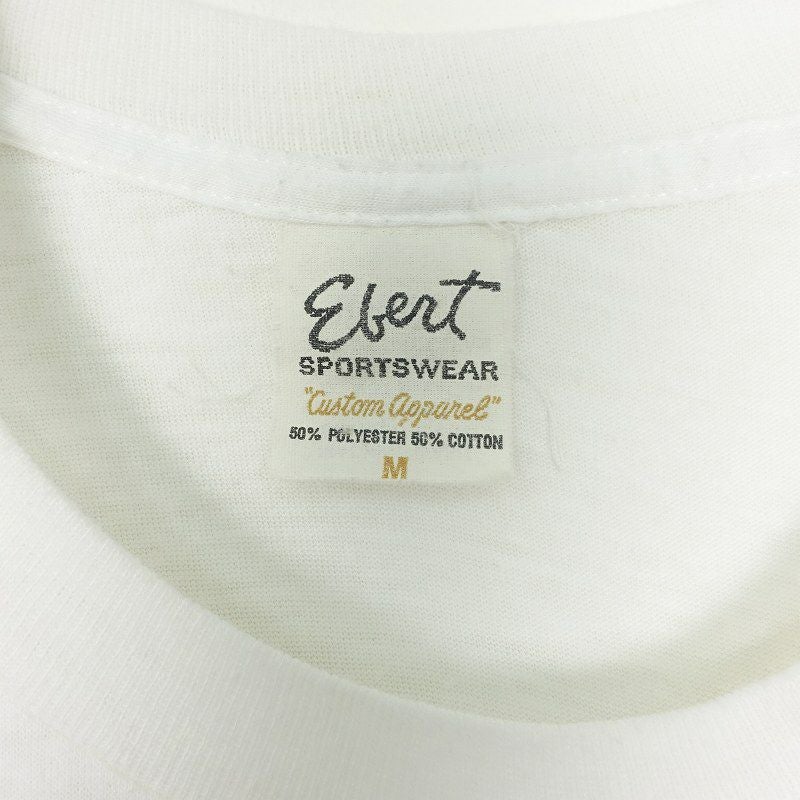 Ebert
SPORTSWEAR
"Custom Apparel"
50% POLYESTER 50% COTTON
M